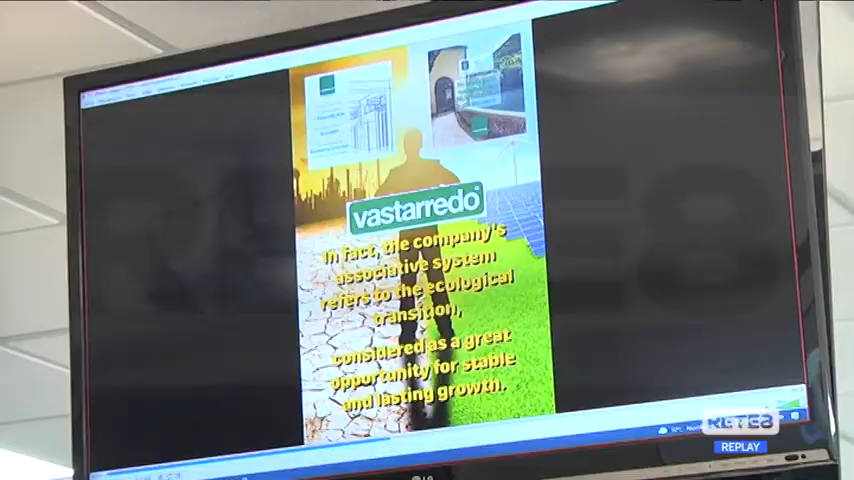 vastarredo
In fact, the company's
associative system
refers to the ecological
transition,
considered as a great
opportunity for stable
and lasting growth.
RETE8
REPLAY
LG